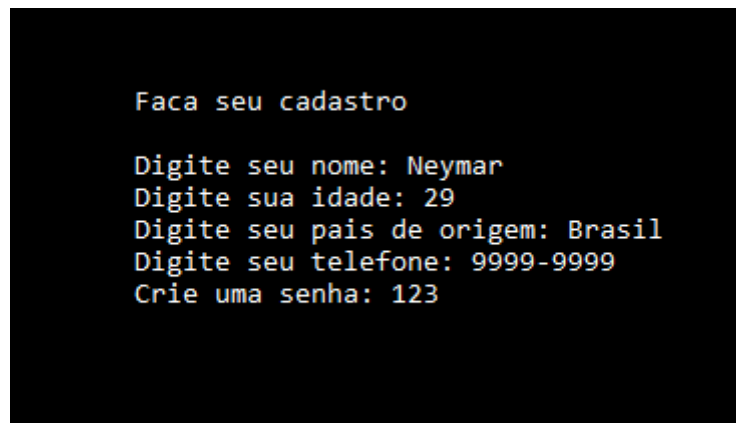 Faca seu cadastro
Digite seu nome: Neymar
Digite sua idade: 29
Digite seu pais de origem: Brasil
Digite seu telefone: 9999-9999
Crie uma senha: 123